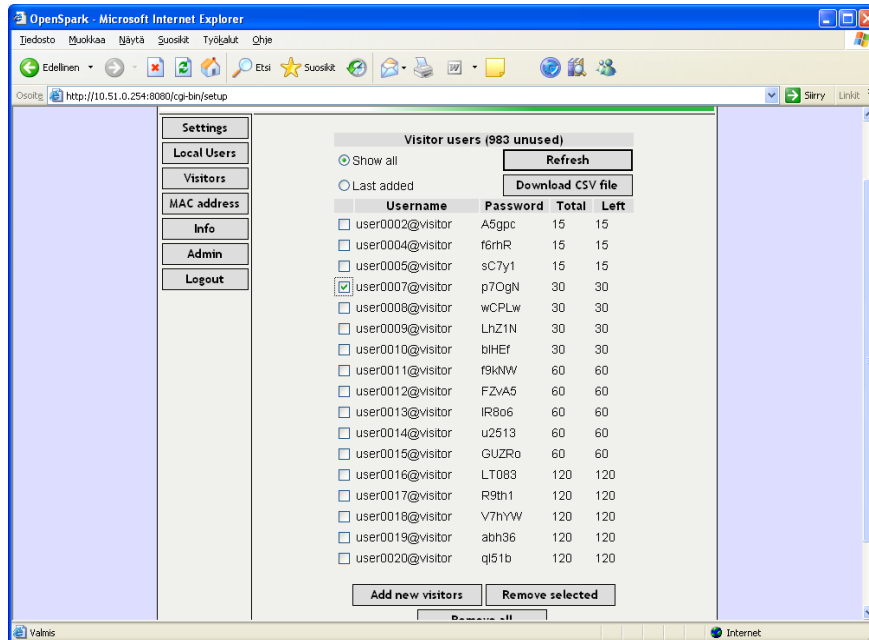 OpenSpark - Microsoft Internet Explorer
Tiedosto Muokkaa Näytä Suosikit Työkalut Ohje
Edellinen Etsi Suosikit
Osoite http://10.51.0.254:8080/cgi-bin/setup Siirry Linkit
Settings
Local Users
Visitors
MAC address
Info
Admin
Logout
Visitor users (983 unused)
Show all Refresh
Last added Download CSV file
Username Password Total Left
user0002@visitor A5gpc 15 15
user0004@visitor f6rhR 15 15
user0005@visitor sC7y1 15 15
user0007@visitor p7OgN 30 30
user0008@visitor wCPLw 30 30
user0009@visitor LhZ1N 30 30
user0010@visitor blHEf 30 30
user0011@visitor f9kNW 60 60
user0012@visitor FZvA5 60 60
user0013@visitor IR8o6 60 60
user0014@visitor u2513 60 60
user0015@visitor GUZRo 60 60
user0016@visitor LT083 120 120
user0017@visitor R9th1 120 120
user0018@visitor V7hYW 120 120
user0019@visitor abh36 120 120
user0020@visitor ql51b 120 120
Add new visitors Remove selected
Remove all
Valmis Internet